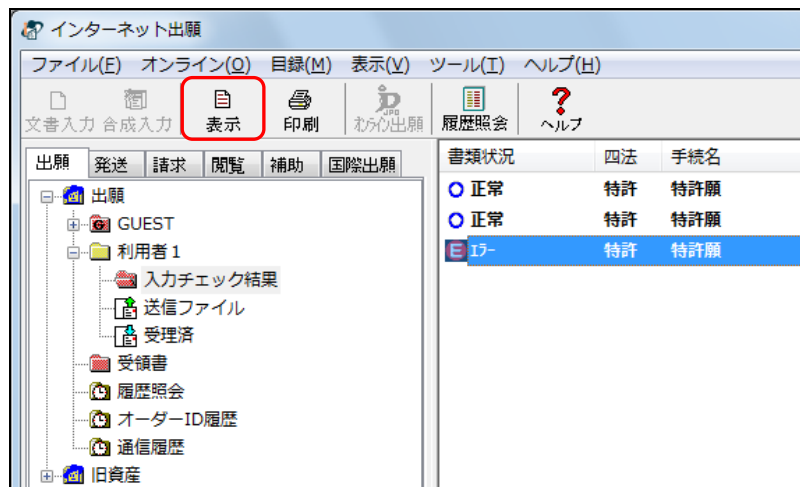 インターネット出願
ファイル(F) オンライン(O) 目録(M) 表示(V) ツール(T) ヘルプ(H)
文書入力 合成入力 表示 印刷 ｵﾝﾗｲﾝ出願 履歴照会 ヘルプ
出願 発送 請求 閲覧 補助 国際出願
出願
GUEST
利用者1
入力チェック結果
送信ファイル
受理済
受領書
履歴照会
オーダーID履歴
通信履歴
旧資産
書類状況 四法 手続名
正常 特許 特許願
正常 特許 特許願
E ｴﾗｰ 特許 特許願